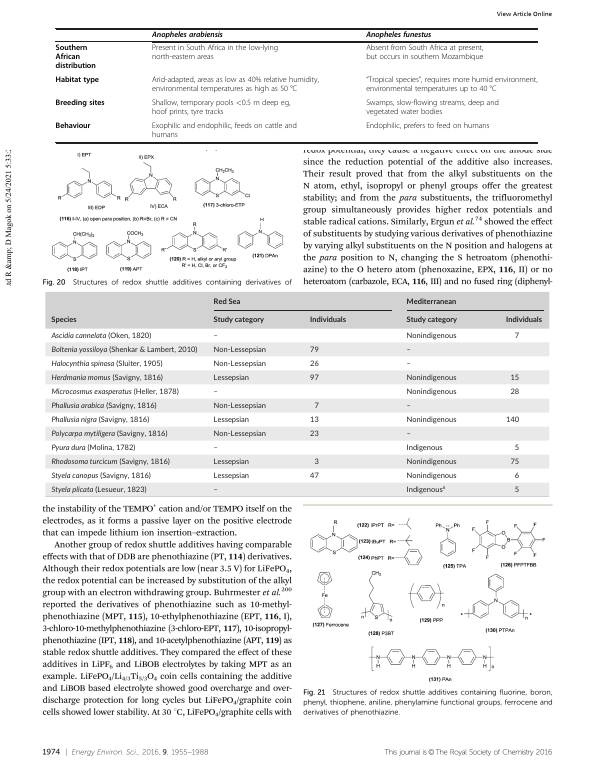 View Article Online
Anopheles arabiensis Anopheles funestus
Southern African distribution Present in South Africa in the low-lying north-eastern areas Absent from South Africa at present, but occurs in southern Mozambique
Habitat type Arid-adapted, areas as low as 40% relative humidity, environmental temperatures as high as 50 °C "Tropical species", requires more humid environment, environmental temperatures up to 40 °C
Breeding sites Shallow, temporary pools <0.5 m deep eg, hoof prints, tyre tracks Swamps, slow-flowing streams, deep and vegetated water bodies
Behaviour Exophilic and endophilic, feeds on cattle and humans Endophilic, prefers to feed on humans
I) EPT II) EPX
CH₂CH₃
III) EDP IV) ECA (117) 3-chloro-ETP
(116) I-IV, (a) open para position, (b) R=Br, (c) R = CN
CH(CH₃)₂ COCH₃
(118) IPT (119) APT (120) R = H, alkyl or aryl group R' = H, Cl, Br, or CF₃ (121) DPAn
Fig. 20 Structures of redox shuttle additives containing derivatives of
redox potential, they cause a negative effect on the anode side
since the reduction potential of the additive also increases.
Their result proved that from the alkyl substituents on the
N atom, ethyl, isopropyl or phenyl groups offer the greatest
stability; and from the para substituents, the trifluoromethyl
group simultaneously provides higher redox potentials and
stable radical cations. Similarly, Ergun et al.⁷⁴ showed the effect
of substituents by studying various derivatives of phenothiazine
by varying alkyl substituents on the N position and halogens at
the para position to N, changing the S hetroatom (phenothi-
azine) to the O hetero atom (phenoxazine, EPX, 116, II) or no
heteroatom (carbazole, ECA, 116, III) and no fused ring (diphenyl-
Red Sea Mediterranean
Species Study category Individuals Study category Individuals
Ascidia cannelata (Oken, 1820) – Nonindigenous 7
Boltenia yossiloya (Shenkar & Lambert, 2010) Non-Lessepsian 79 –
Halocynthia spinosa (Sluiter, 1905) Non-Lessepsian 26 –
Herdmania momus (Savigny, 1816) Lessepsian 97 Nonindigenous 15
Microcosmus exasperatus (Heller, 1878) – Nonindigenous 28
Phallusia arabica (Savigny, 1816) Non-Lessepsian 7 –
Phallusia nigra (Savigny, 1816) Lessepsian 13 Nonindigenous 140
Polycarpa mytiligera (Savigny, 1816) Non-Lessepsian 23 –
Pyura dura (Molina, 1782) – Indigenous 5
Rhodosoma turcicum (Savigny, 1816) Lessepsian 3 Nonindigenous 75
Styela canopus (Savigny, 1816) Lessepsian 47 Nonindigenous 6
Styela plicata (Lesueur, 1823) – Indigenousª 5
the instability of the TEMPO⁺ cation and/or TEMPO itself on the
electrodes, as it forms a passive layer on the positive electrode
that can impede lithium ion insertion–extraction.
Another group of redox shuttle additives having comparable
effects with that of DDB are phenothiazine (PT, 114) derivatives.
Although their redox potentials are low (near 3.5 V) for LiFePO₄,
the redox potential can be increased by substitution of the alkyl
group with an electron withdrawing group. Buhrmester et al.²⁰⁰
reported the derivatives of phenothiazine such as 10-methyl-
phenothiazine (MPT, 115), 10-ethylphenothiazine (EPT, 116, I),
3-chloro-10-methylphenothiazine (3-chloro-EPT, 117), 10-isopropyl-
phenothiazine (IPT, 118), and 10-acetylphenothiazine (APT, 119) as
stable redox shuttle additives. They compared the effect of these
additives in LiPF₆ and LiBOB electrolytes by taking MPT as an
example. LiFePO₄/Li₄/₃Ti₅/₃O₄ coin cells containing the additive
and LiBOB based electrolyte showed good overcharge and over-
discharge protection for long cycles but LiFePO₄/graphite coin
cells showed lower stability. At 30 °C, LiFePO₄/graphite cells with
(122) iPrPT R=
(123) tBuPT R=
(124) PhPT R=
(125) TPA (126) PFPTFBB
(127) Ferrocene (128) P3BT (129) PPP (130) PTPAn
(131) PAn
Fig. 21 Structures of redox shuttle additives containing fluorine, boron,
phenyl, thiophene, aniline, phenylamine functional groups, ferrocene and
derivatives of phenothiazine.
1974 | Energy Environ. Sci., 2016, 9, 1955–1988
This journal is © The Royal Society of Chemistry 2016